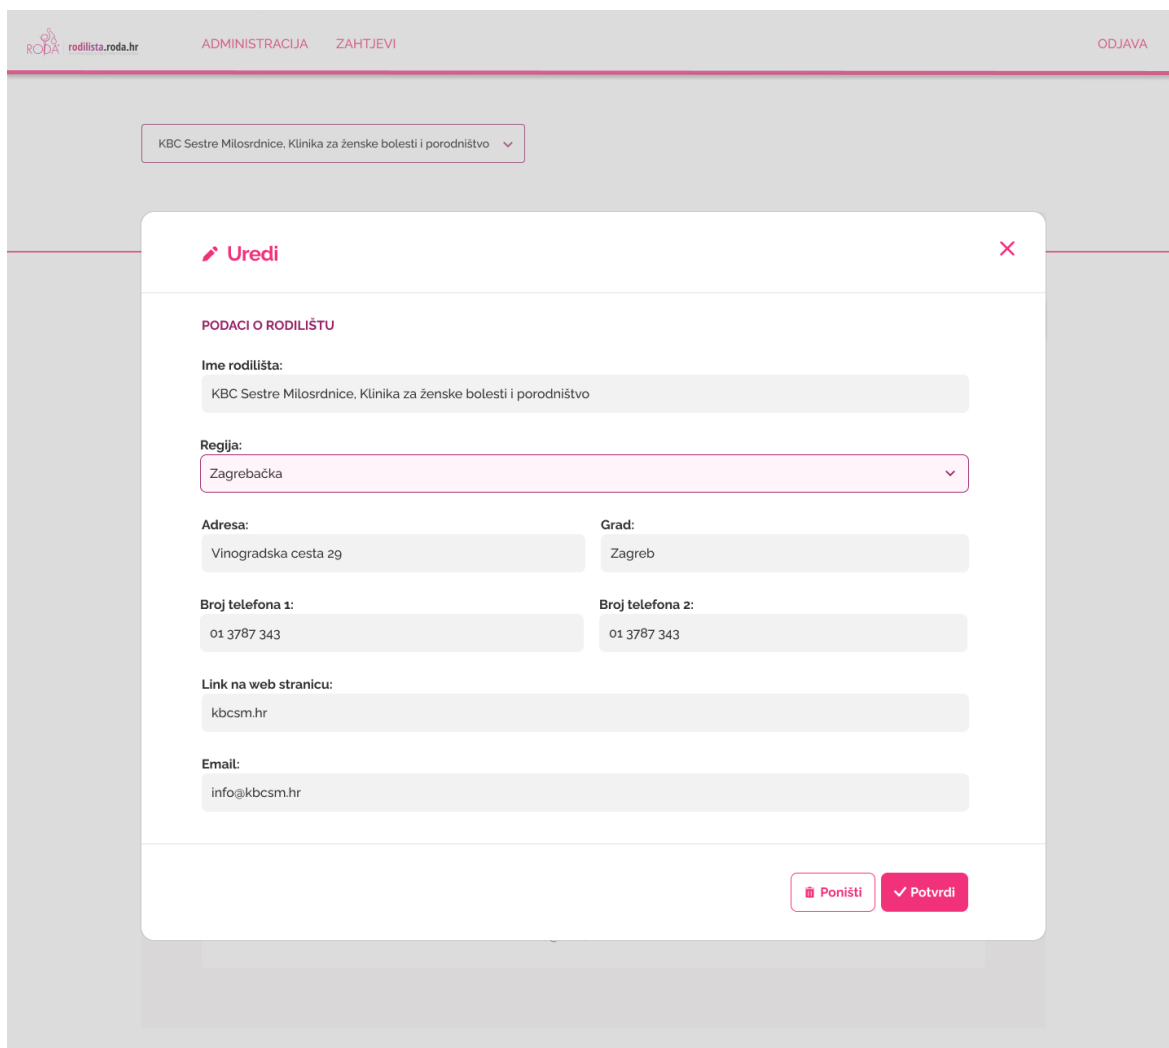 RODA rodilista.roda.hr ADMINISTRACIJA ZAHTJEVI ODJAVA
KBC Sestre Milosrdnice, Klinika za ženske bolesti i porodništvo
Uredi
PODACI O RODILIŠTU
Ime rodilišta:
KBC Sestre Milosrdnice, Klinika za ženske bolesti i porodništvo
Regija:
Zagrebačka
Adresa: Grad:
Vinogradska cesta 29 Zagreb
Broj telefona 1: Broj telefona 2:
01 3787 343 01 3787 343
Link na web stranicu:
kbcsm.hr
Email:
info@kbcsm.hr
Poništi Potvrdi